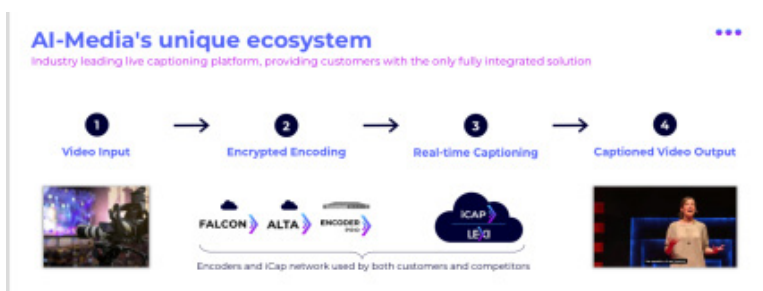 AI-Media's unique ecosystem
Industry leading live captioning platform, providing customers with the only fully integrated solution
1
2
3
4
Video Input
Encrypted Encoding
Real-time Captioning
Captioned Video Output
FALCON
ALTA
ENCODER
PRO
iCAP
LEXI
Encoders and iCap network used by both customers and competitors